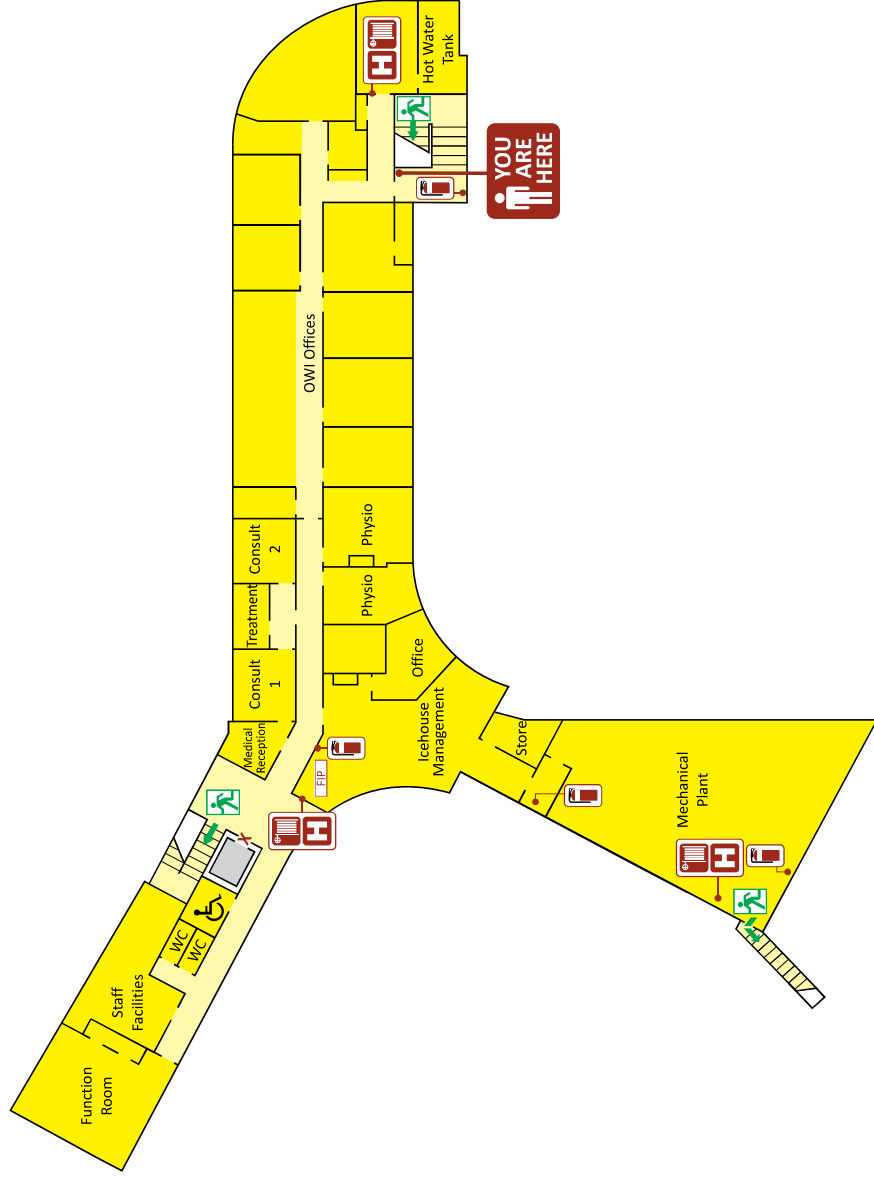 Hot Water
Tank
H
YOU
ARE
HERE
OWI Offices
Consult
2
Physio
Treatment
Physio
Consult
1
Office
Medical
Reception
Icehouse
Management
Store
FIP
H
X
Mechanical
Plant
H
WC
WC
Staff
Facilities
Function
Room